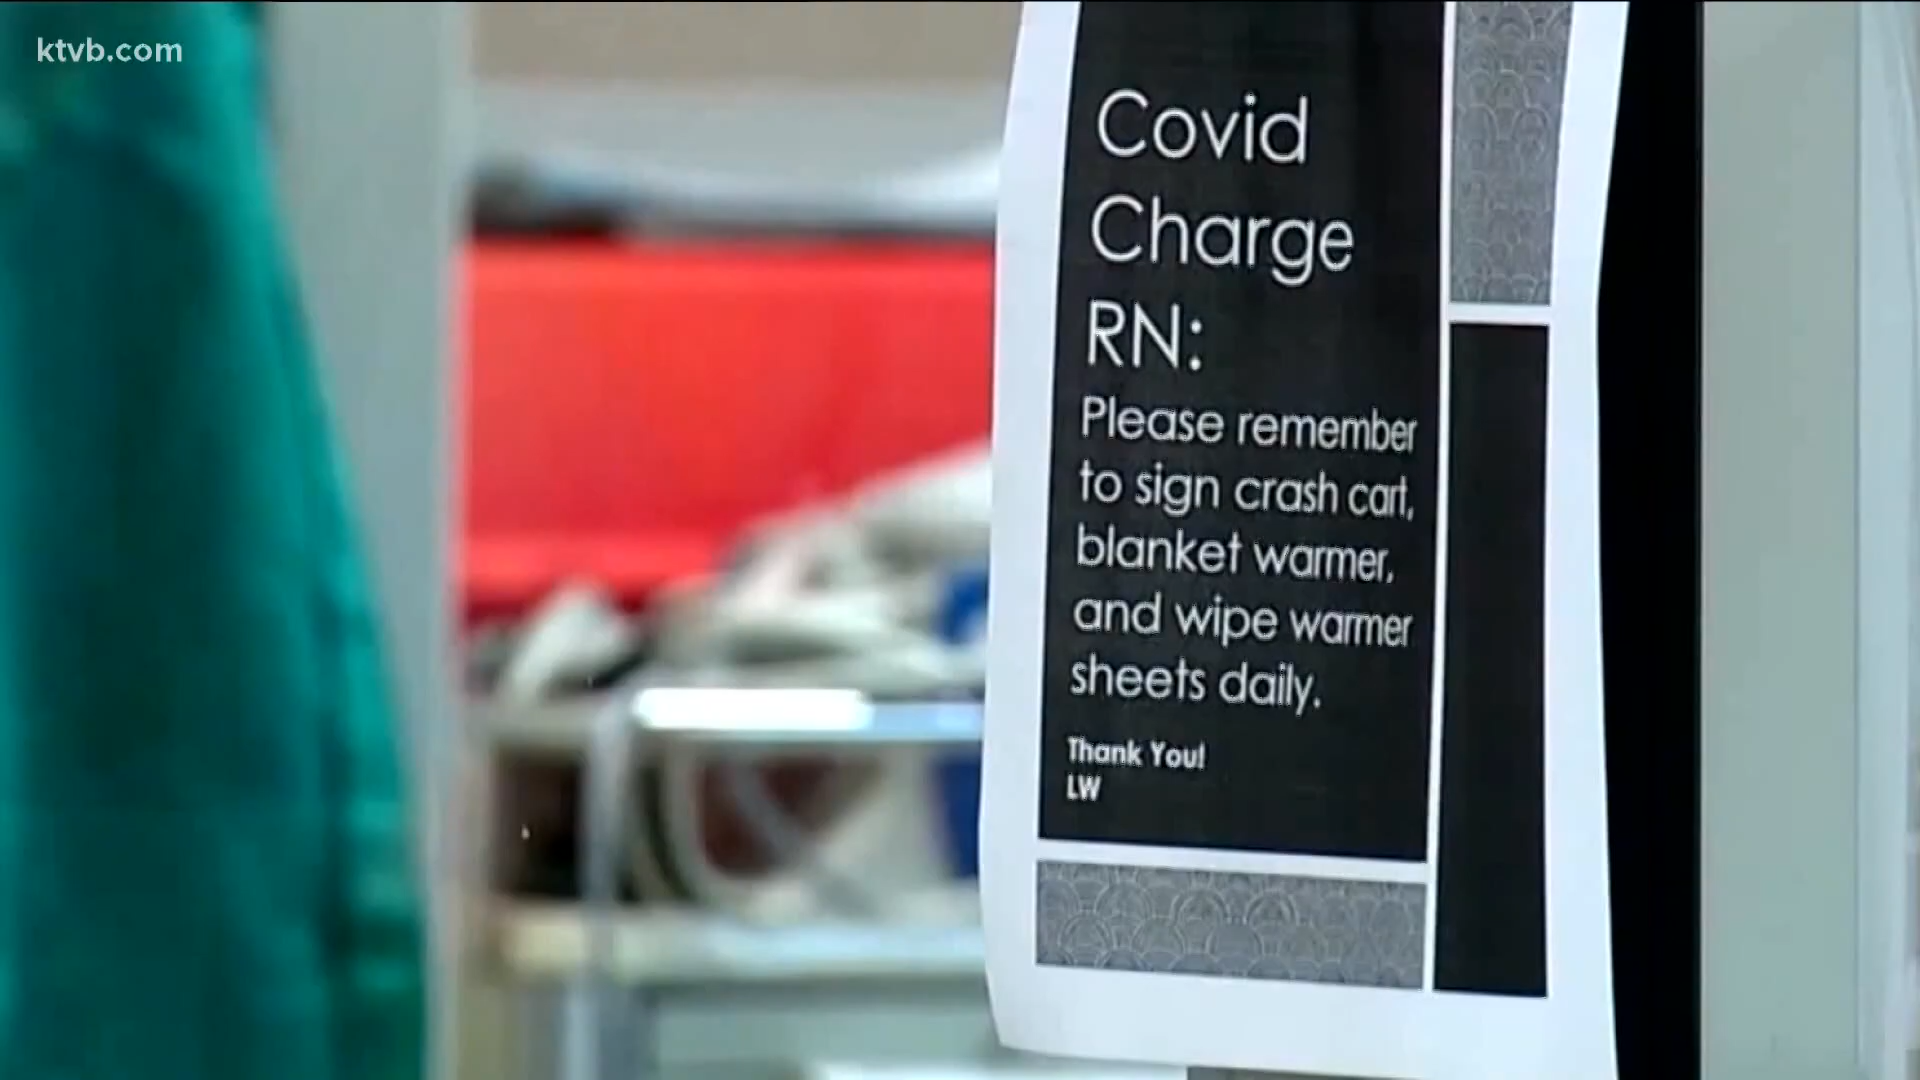 ktvb.com
Covid
Charge
RN:
Please remember
to sign crash cart,
blanket warmer,
and wipe warmer
sheets daily.
Thank You!
LW